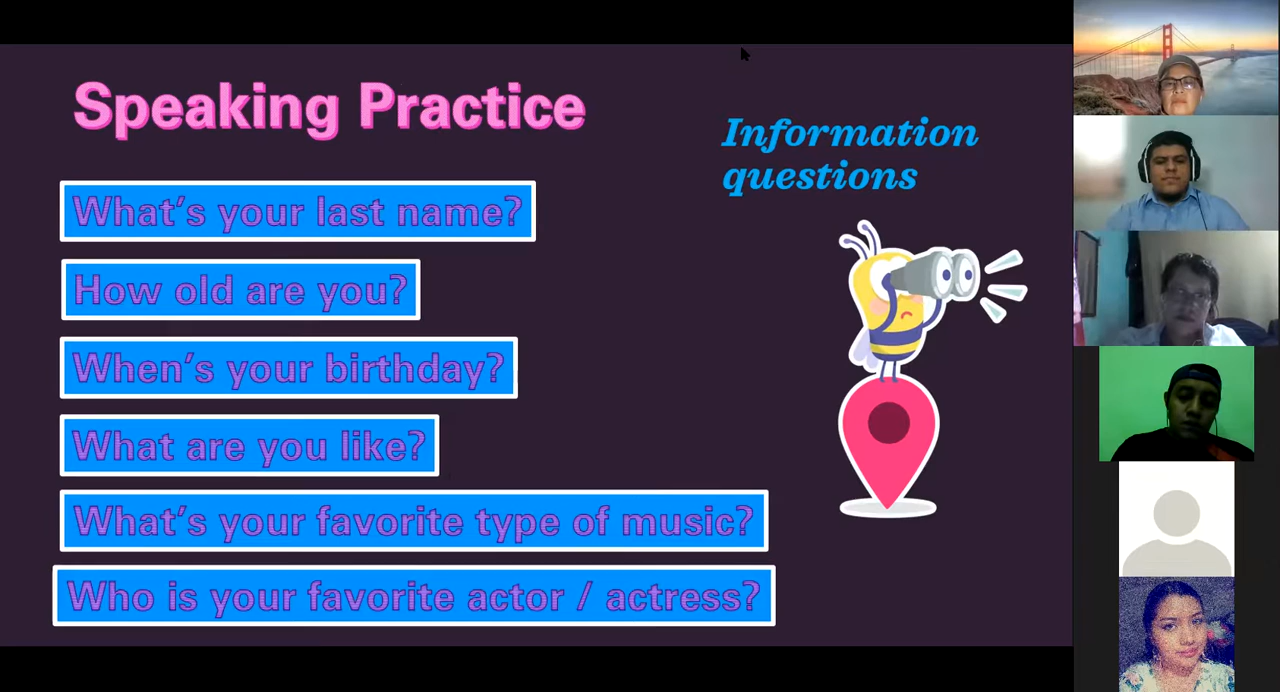 Speaking Practice
Information
questions
What's your last name?
How old are you?
When's your birthday?
What are you like?
What's your favorite type of music?
Who is your favorite actor / actress?